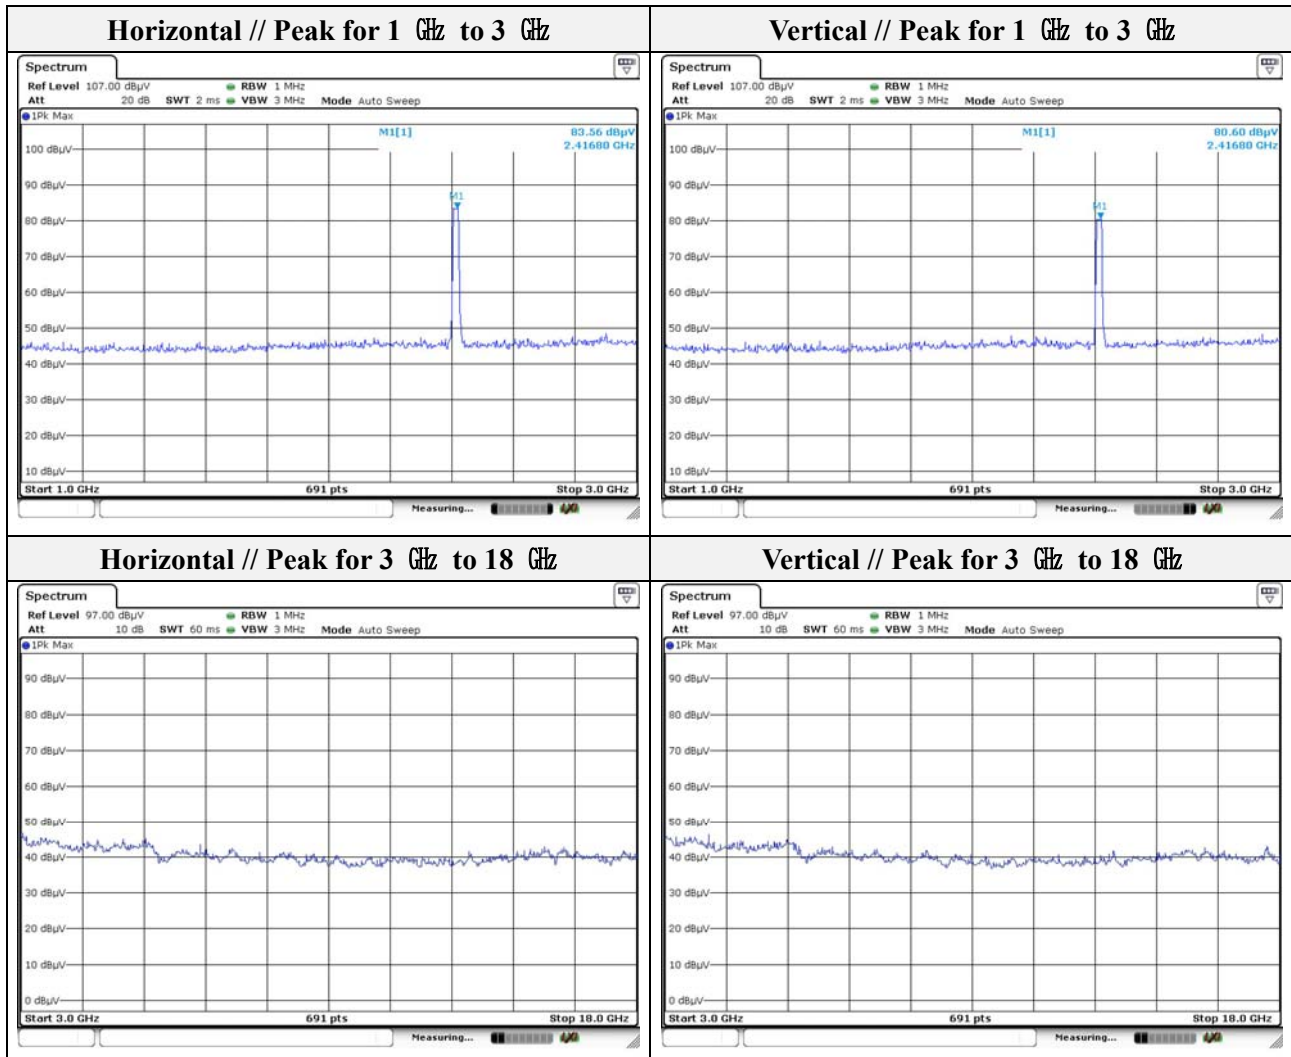 Horizontal // Peak for 1 ㎓ to 3 ㎓
Spectrum
Ref Level 107.00 dBµV RBW 1 MHz
Att 20 dB SWT 2 ms VBW 3 MHz Mode Auto Sweep
1Pk Max
M1[1] 83.56 dBµV
2.41680 GHz
100 dBµV
90 dBµV
M1
80 dBµV
70 dBµV
60 dBµV
50 dBµV
40 dBµV
30 dBµV
20 dBµV
10 dBµV
Start 1.0 GHz 691 pts Stop 3.0 GHz
Measuring...
Vertical // Peak for 1 ㎓ to 3 ㎓
Spectrum
Ref Level 107.00 dBµV RBW 1 MHz
Att 20 dB SWT 2 ms VBW 3 MHz Mode Auto Sweep
1Pk Max
M1[1] 80.60 dBµV
2.41680 GHz
100 dBµV
90 dBµV
M1
80 dBµV
70 dBµV
60 dBµV
50 dBµV
40 dBµV
30 dBµV
20 dBµV
10 dBµV
Start 1.0 GHz 691 pts Stop 3.0 GHz
Measuring...
Horizontal // Peak for 3 ㎓ to 18 ㎓
Spectrum
Ref Level 97.00 dBµV RBW 1 MHz
Att 10 dB SWT 60 ms VBW 3 MHz Mode Auto Sweep
1Pk Max
90 dBµV
80 dBµV
70 dBµV
60 dBµV
50 dBµV
40 dBµV
30 dBµV
20 dBµV
10 dBµV
0 dBµV
Start 3.0 GHz 691 pts Stop 18.0 GHz
Measuring...
Vertical // Peak for 3 ㎓ to 18 ㎓
Spectrum
Ref Level 97.00 dBµV RBW 1 MHz
Att 10 dB SWT 60 ms VBW 3 MHz Mode Auto Sweep
1Pk Max
90 dBµV
80 dBµV
70 dBµV
60 dBµV
50 dBµV
40 dBµV
30 dBµV
20 dBµV
10 dBµV
0 dBµV
Start 3.0 GHz 691 pts Stop 18.0 GHz
Measuring...